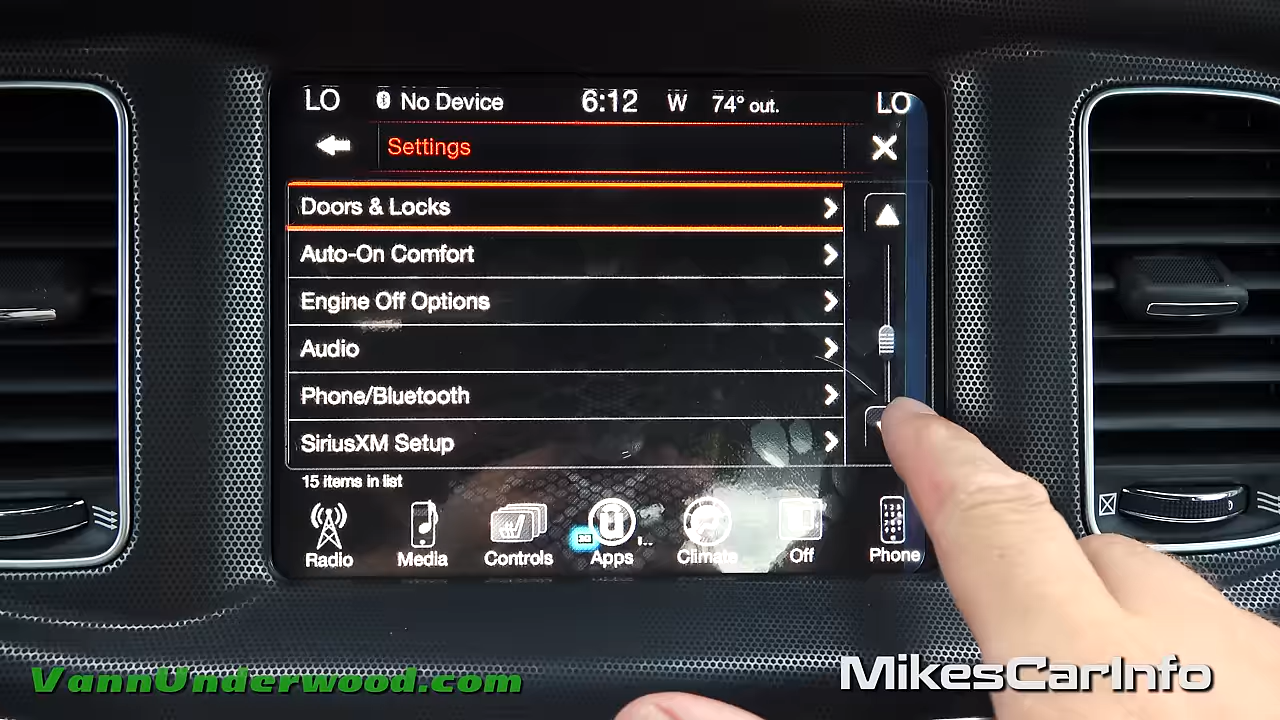 LO No Device 6:12 W 74° out. LO
Settings
Doors & Locks
Auto-On Comfort
Engine Off Options
Audio
Phone/Bluetooth
SiriusXM Setup
15 items in list
Radio Media Controls Apps Climate Off Phone
VannUnderwood.com
MikesCarInfo